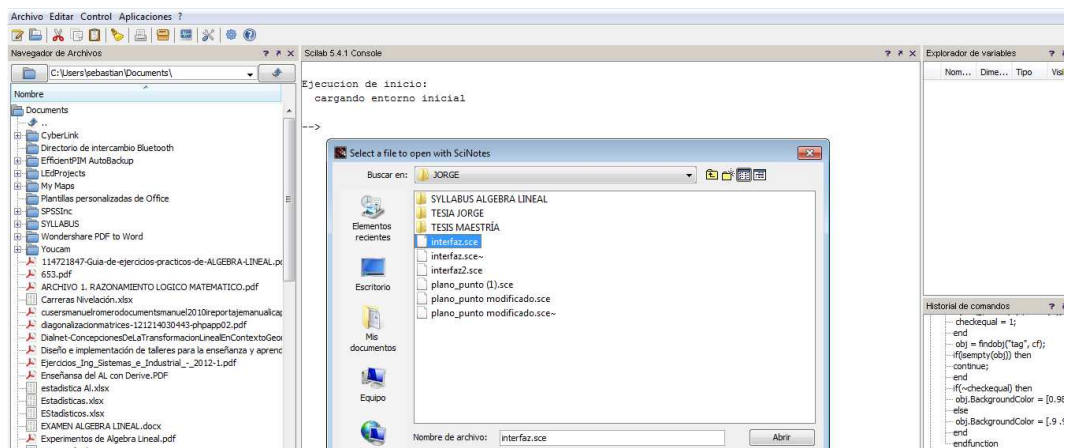 Archivo Editar Control Aplicaciones ?
Navegador de Archivos
C:\Users\sebastian\Documents\
Nombre
Documents
..
CyberLink
Directorio de intercambio Bluetooth
EfficientPIM AutoBackup
LEdProjects
My Maps
Plantillas personalizadas de Office
SPSSInc
SYLLABUS
Wondershare PDF to Word
Youcam
114721847-Guia-de-ejercicios-practicos-de-ALGEBRA-LINEAL.pd
653.pdf
ARCHIVO 1. RAZONAMIENTO LOGICO MATEMATICO.pdf
Carreras Nivelación.xlsx
cusersmanuelromerodocumentsmanuel2010ireportajemanualicap
diagonalizacionmatrices-121214030443-phpapp02.pdf
Dialnet-ConcepcionesDeLaTransformacionLinealEnContextoGeo
Diseño e implementación de talleres para la enseñanza y aprend
Ejercicios_Ing_Sistemas_e_Industrial_-_2012-1.pdf
Enseñansa del AL con Derive.PDF
estadistica Al.xlsx
Estadisticas.xlsx
EStadisticos.xlsx
EXAMEN ALGEBRA LINEAL.docx
Experimentos de Algebra Lineal.pdf
Scilab 5.4.1 Console
Ejecucion de inicio:
cargando entorno inicial
-->
Select a file to open with SciNotes
Buscar en: JORGE
Elementos recientes
Escritorio
Mis documentos
Equipo
SYLLABUS ALGEBRA LINEAL
TESIA JORGE
TESIS MAESTRÍA
interfaz.sce
interfaz.sce~
interfaz2.sce
plano_punto (1).sce
plano_punto modificado.sce
plano_punto modificado.sce~
Nombre de archivo: interfaz.sce
Abrir
Explorador de variables
Nom... Dime... Tipo Visi
Historial de comandos
checkequal = 1;
end
obj = findobj("tag", cf);
if(isempty(obj)) then
continue;
end
if(~checkequal) then
obj.BackgroundColor = [0.98
else
obj.BackgroundColor = [.9 .9
end
endfunction